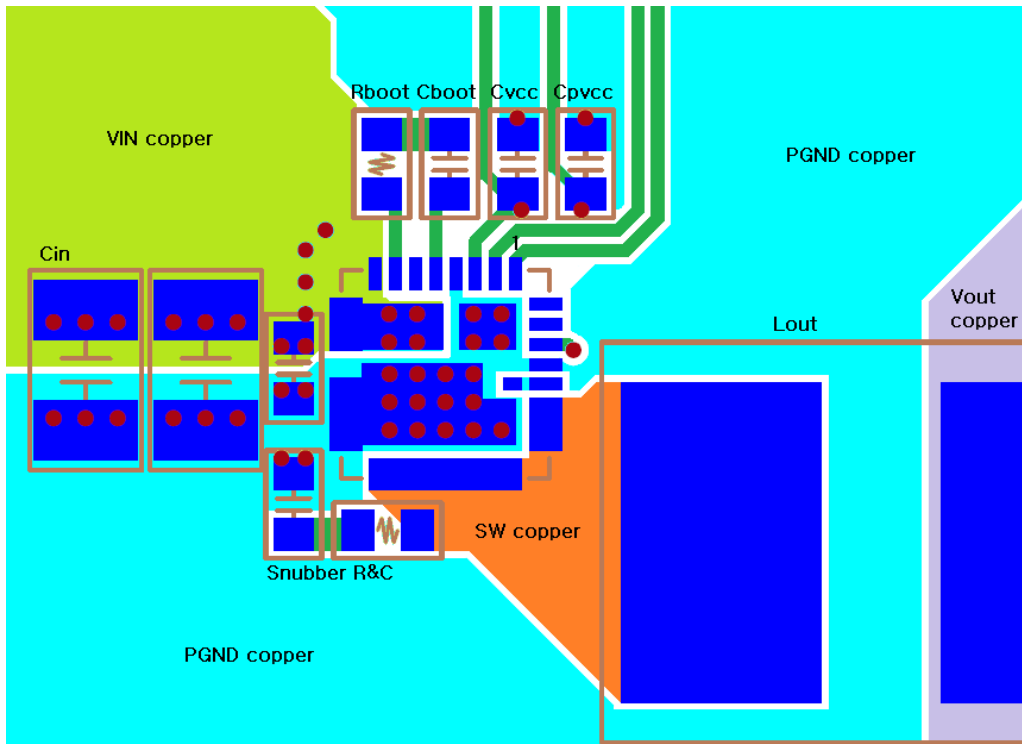 Rboot Cboot Cvcc Cpvcc
VIN copper
PGND copper
1
Cin
Vout
copper
Lout
SW copper
Snubber R&C
PGND copper